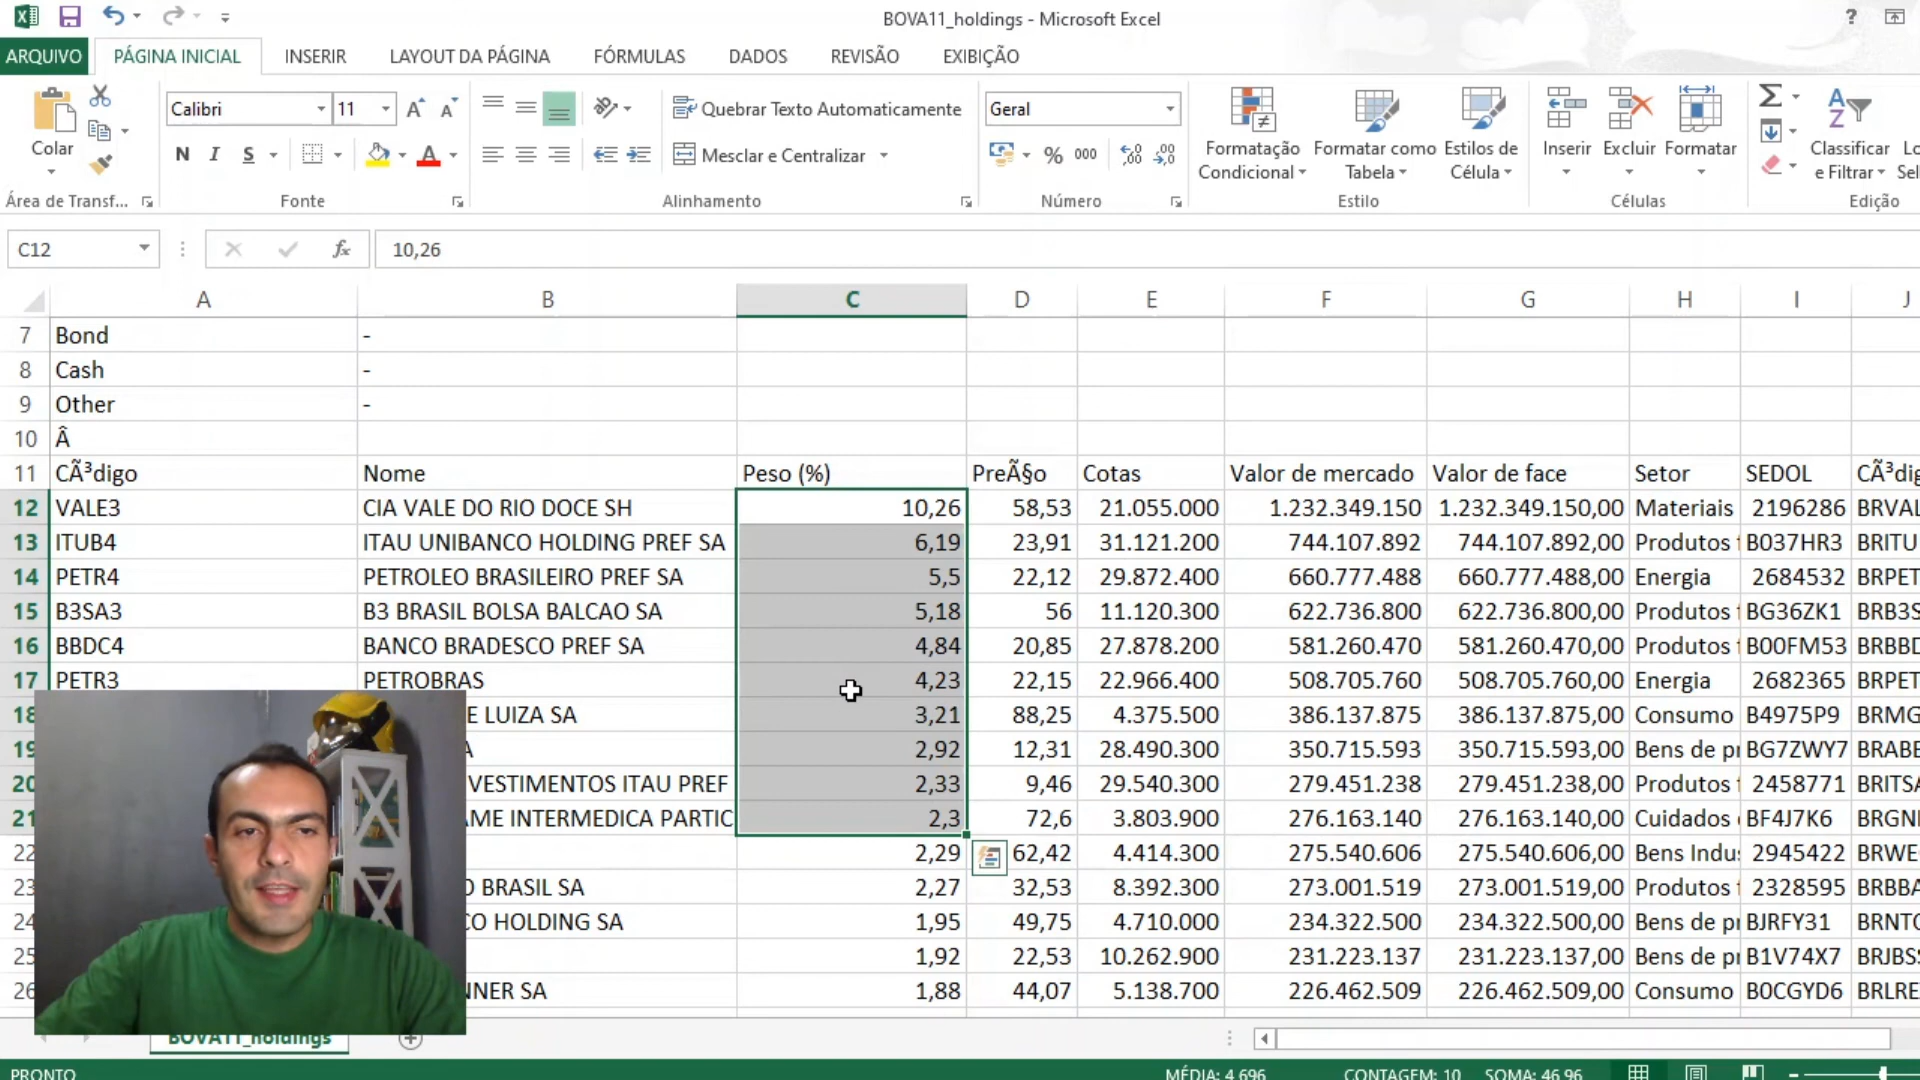 BOVA11_holdings - Microsoft Excel
?
ARQUIVO PÁGINA INICIAL INSERIR LAYOUT DA PÁGINA FÓRMULAS DADOS REVISÃO EXIBIÇÃO
Colar
Calibri 11
N I S
Quebrar Texto Automaticamente
Mesclar e Centralizar
Geral
% 000
Formatação Condicional
Formatar como Tabela
Estilos de Célula
Inserir Excluir Formatar
Classificar e Filtrar
Área de Transf... Fonte Alinhamento Número Estilo Células Edição
C12 fx 10,26
A B C D E F G H I J
7 Bond -
8 Cash -
9 Other -
10 Â
11 CÃ³digo Nome Peso (%) PreÃ§o Cotas Valor de mercado Valor de face Setor SEDOL CÃ³dig
12 VALE3 CIA VALE DO RIO DOCE SH 10,26 58,53 21.055.000 1.232.349.150 1.232.349.150,00 Materiais 2196286 BRVAL
13 ITUB4 ITAU UNIBANCO HOLDING PREF SA 6,19 23,91 31.121.200 744.107.892 744.107.892,00 Produtos B037HR3 BRITU
14 PETR4 PETROLEO BRASILEIRO PREF SA 5,5 22,12 29.872.400 660.777.488 660.777.488,00 Energia 2684532 BRPET
15 B3SA3 B3 BRASIL BOLSA BALCAO SA 5,18 56 11.120.300 622.736.800 622.736.800,00 Produtos BG36ZK1 BRB3S
16 BBDC4 BANCO BRADESCO PREF SA 4,84 20,85 27.878.200 581.260.470 581.260.470,00 Produtos B00FM53 BRBBD
17 PETR3 PETROBRAS 4,23 22,15 22.966.400 508.705.760 508.705.760,00 Energia 2682365 BRPET
18 E LUIZA SA 3,21 88,25 4.375.500 386.137.875 386.137.875,00 Consumo B4975P9 BRMG
19 A 2,92 12,31 28.490.300 350.715.593 350.715.593,00 Bens de pr BG7ZWY7 BRABE
20 VESTIMENTOS ITAU PREF 2,33 9,46 29.540.300 279.451.238 279.451.238,00 Produtos 2458771 BRITSA
21 AME INTERMEDICA PARTIC 2,3 72,6 3.803.900 276.163.140 276.163.140,00 Cuidados BF4J7K6 BRGNI
22 2,29 62,42 4.414.300 275.540.606 275.540.606,00 Bens Indus 2945422 BRWE
23 O BRASIL SA 2,27 32,53 8.392.300 273.001.519 273.001.519,00 Produtos 2328595 BRBBA
24 CO HOLDING SA 1,95 49,75 4.710.000 234.322.500 234.322.500,00 Bens de pr BJRFY31 BRNTC
25 1,92 22,53 10.262.900 231.223.137 231.223.137,00 Bens de pr B1V74X7 BRJBSS
26 NNER SA 1,88 44,07 5.138.700 226.462.509 226.462.509,00 Consumo B0CGYD6 BRLRE
BOVA11_holdings
PRONTO MÉDIA: 4,696 CONTAGEM: 10 SOMA: 46,96